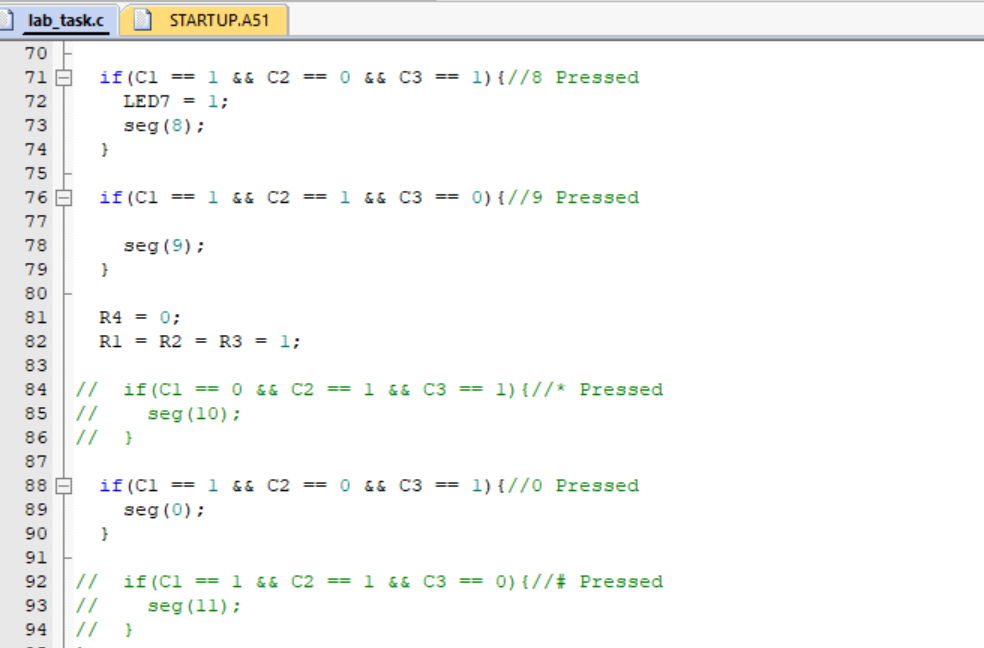 lab_task.c STARTUP.A51
70
71 if(C1 == 1 && C2 == 0 && C3 == 1){//8 Pressed
72 LED7 = 1;
73 seg(8);
74 }
75
76 if(C1 == 1 && C2 == 1 && C3 == 0){//9 Pressed
77
78 seg(9);
79 }
80
81 R4 = 0;
82 R1 = R2 = R3 = 1;
83
84 //  if(C1 == 0 && C2 == 1 && C3 == 1){//* Pressed
85 //    seg(10);
86 //  }
87
88 if(C1 == 1 && C2 == 0 && C3 == 1){//0 Pressed
89 seg(0);
90 }
91
92 //  if(C1 == 1 && C2 == 1 && C3 == 0){//# Pressed
93 //    seg(11);
94 //  }